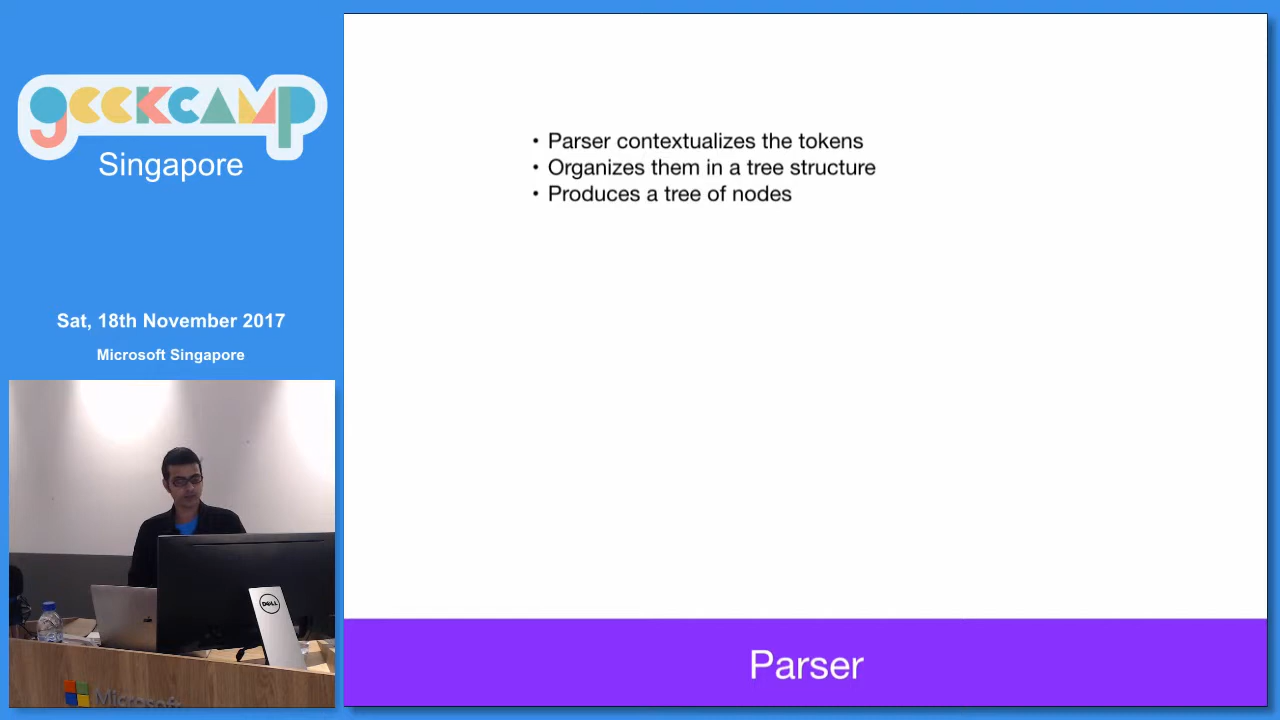 geekcamp
Singapore
Sat, 18th November 2017
Microsoft Singapore
• Parser contextualizes the tokens
• Organizes them in a tree structure
• Produces a tree of nodes
Parser
DELL
Microsoft